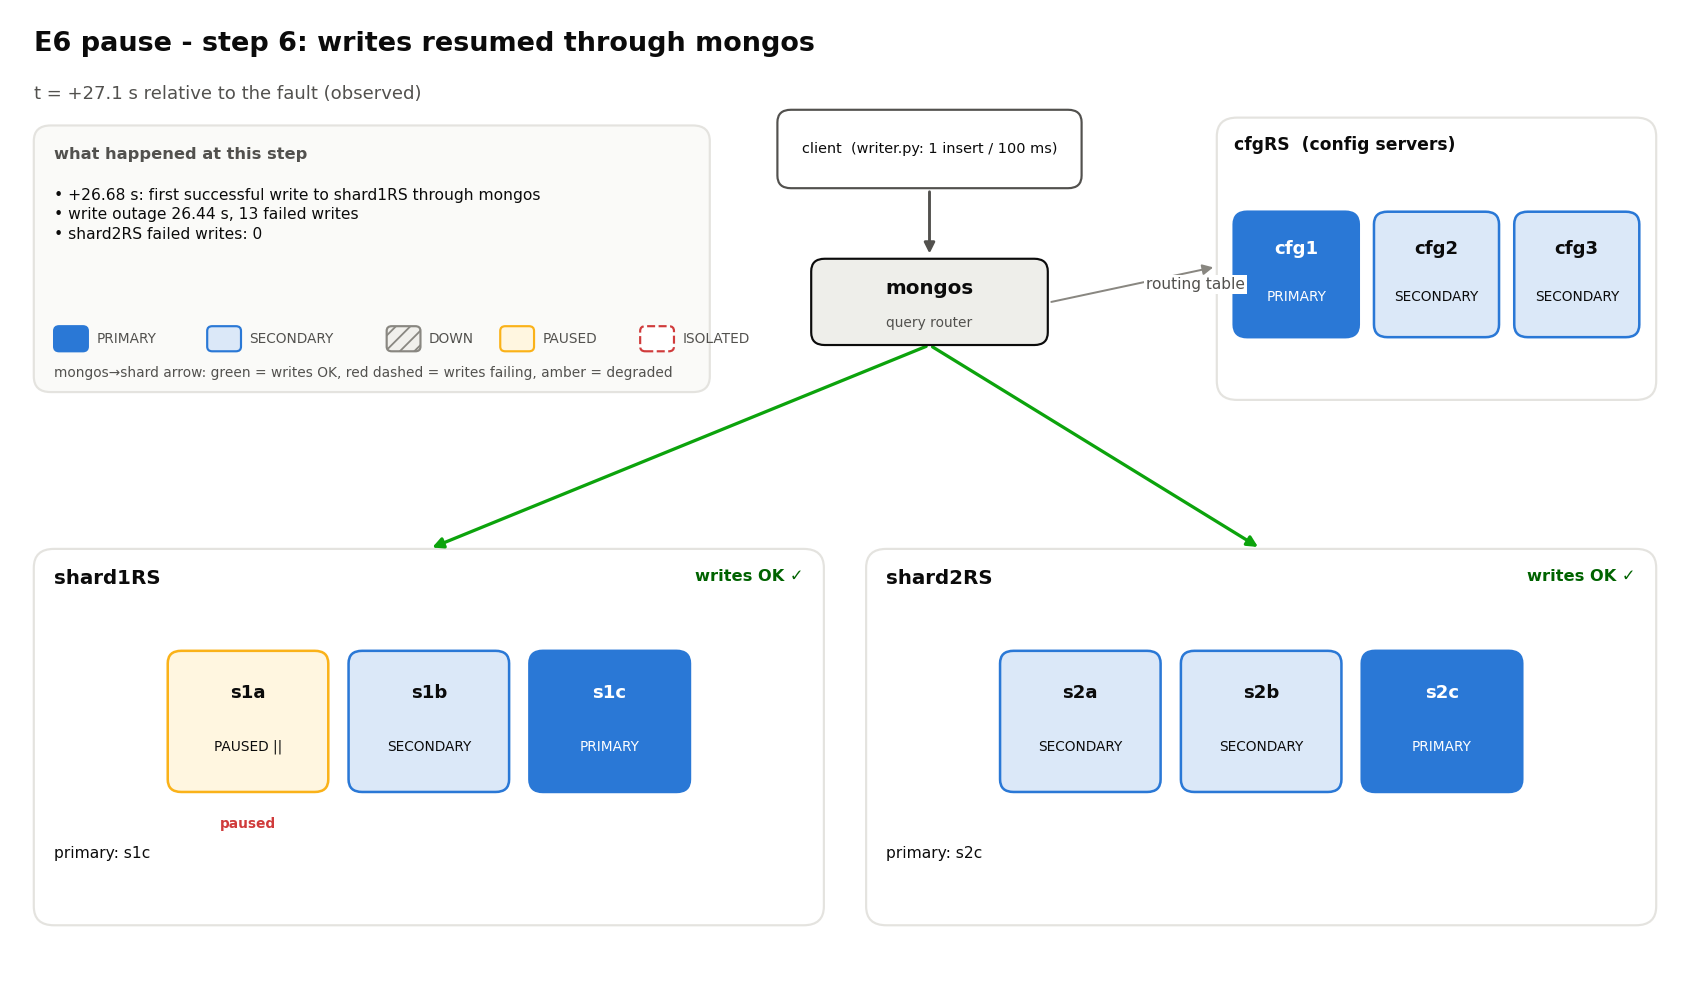 E6 pause - step 6: writes resumed through mongos
t = +27.1 s relative to the fault (observed)
what happened at this step
• +26.68 s: first successful write to shard1RS through mongos
• write outage 26.44 s, 13 failed writes
• shard2RS failed writes: 0
PRIMARY SECONDARY DOWN PAUSED ISOLATED
mongos→shard arrow: green = writes OK, red dashed = writes failing, amber = degraded
client  (writer.py: 1 insert / 100 ms)
mongos
query router
routing table
cfgRS  (config servers)
cfg1 cfg2 cfg3
PRIMARY SECONDARY SECONDARY
shard1RS writes OK ✓
s1a s1b s1c
PAUSED || SECONDARY PRIMARY
paused
primary: s1c
shard2RS writes OK ✓
s2a s2b s2c
SECONDARY SECONDARY PRIMARY
primary: s2c